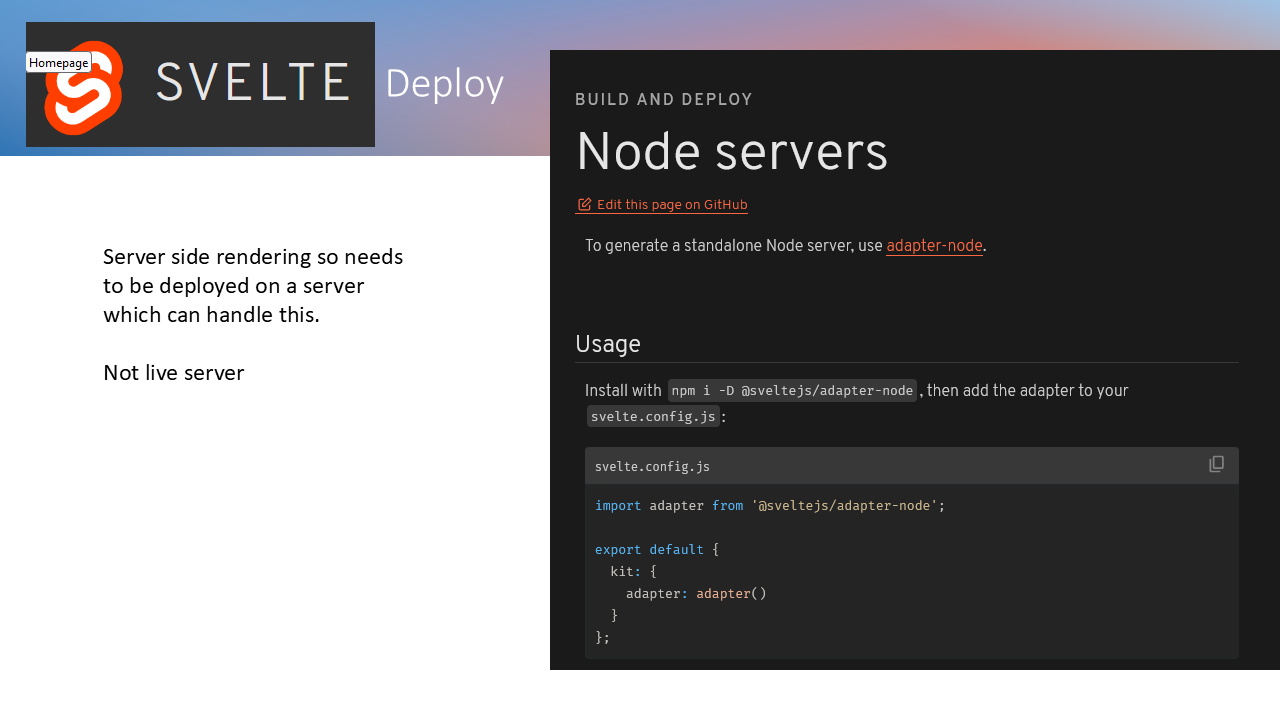 Homepage
SVELTE Deploy
Server side rendering so needs
to be deployed on a server
which can handle this.
Not live server
BUILD AND DEPLOY
Node servers
Edit this page on GitHub
To generate a standalone Node server, use adapter-node.
Usage
Install with npm i -D @sveltejs/adapter-node, then add the adapter to your
svelte.config.js:
svelte.config.js
import adapter from '@sveltejs/adapter-node';
export default {
  kit: {
    adapter: adapter()
  }
};